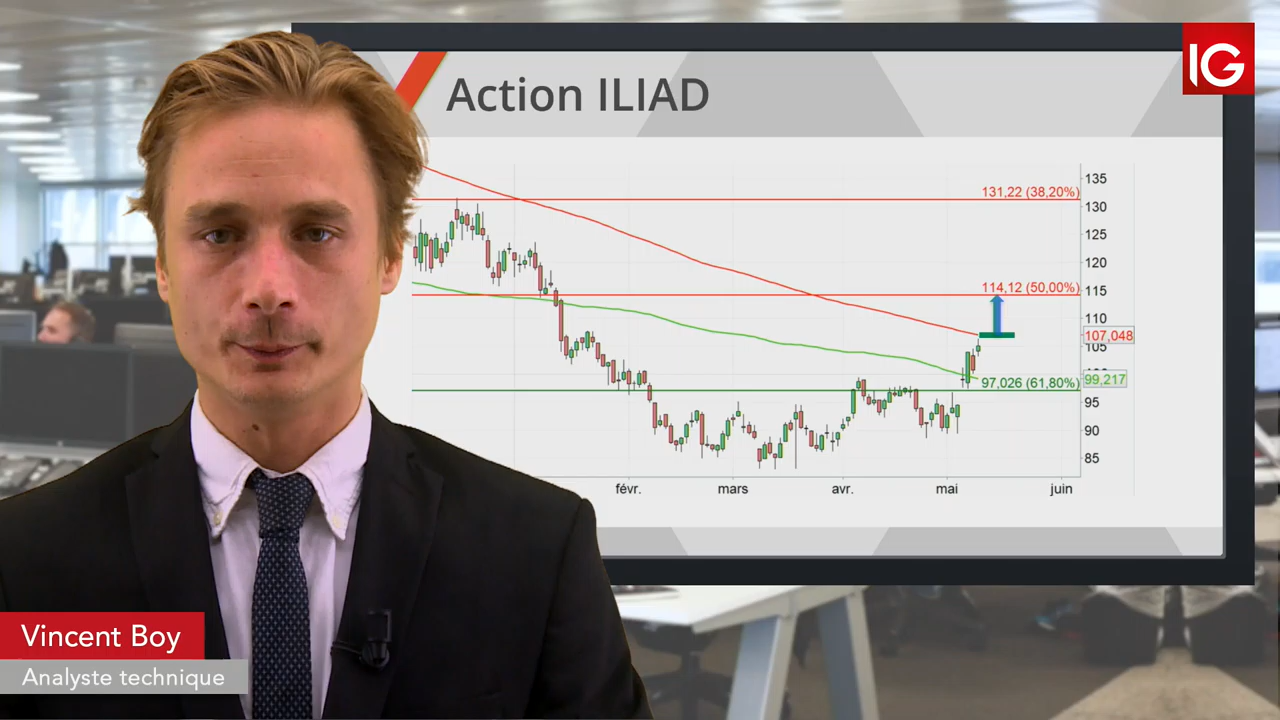 IG
Action ILIAD
131,22 (38,20%)
114,12 (50,00%)
97,026 (61,80%)
135
130
125
120
115
110
107,048
105
99,217
95
90
85
févr.
mars
avr.
mai
juin
Vincent Boy
Analyste technique